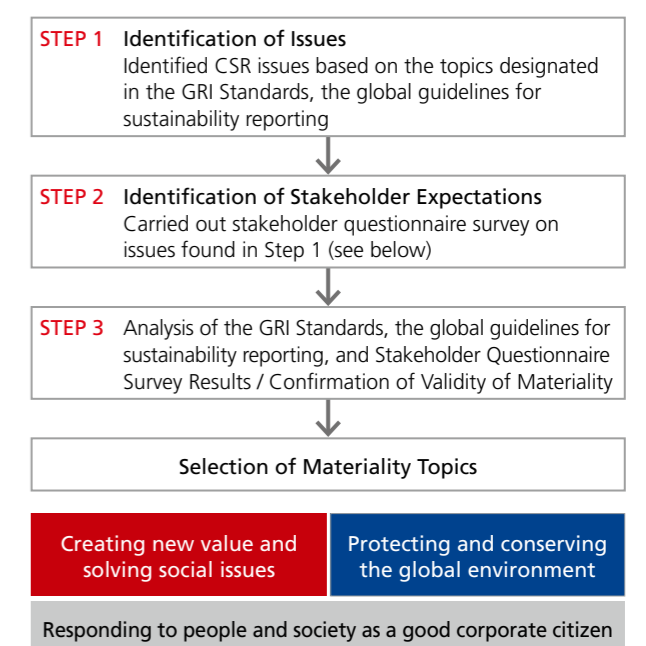 STEP 1 Identification of Issues
Identified CSR issues based on the topics designated
in the GRI Standards, the global guidelines for
sustainability reporting
STEP 2 Identification of Stakeholder Expectations
Carried out stakeholder questionnaire survey on
issues found in Step 1 (see below)
STEP 3 Analysis of the GRI Standards, the global guidelines for
sustainability reporting, and Stakeholder Questionnaire
Survey Results / Confirmation of Validity of Materiality
Selection of Materiality Topics
Creating new value and
solving social issues
Protecting and conserving
the global environment
Responding to people and society as a good corporate citizen